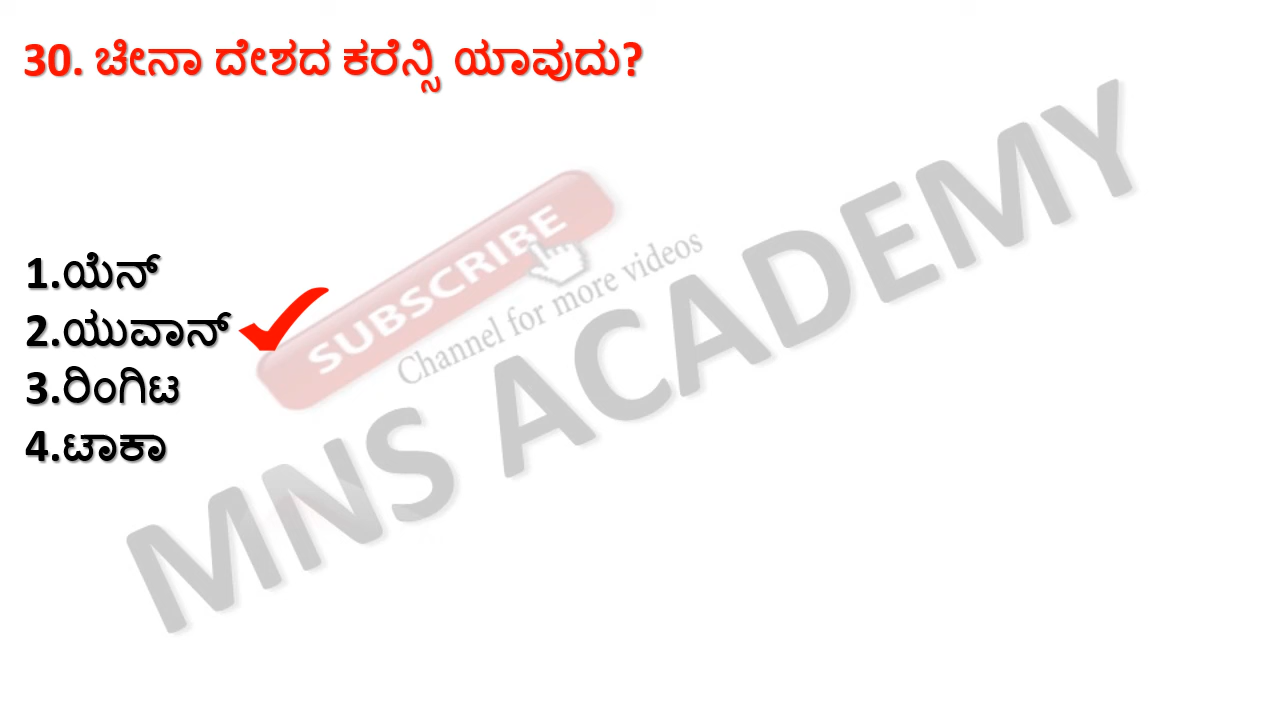 30. ಚೀನಾ ದೇಶದ ಕರೆನ್ಸಿ ಯಾವುದು?
SUBSCRIBE
Channel for more videos
MNS ACADEMY
1.ಯೆನ್
2.ಯುವಾನ್
3.ರಿಂಗಿಟ
4.ಟಾಕಾ